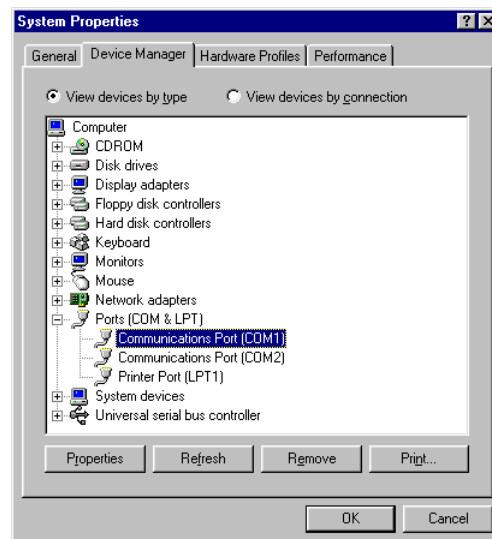 System Properties
General Device Manager Hardware Profiles Performance
View devices by type View devices by connection
Computer
CDROM
Disk drives
Display adapters
Floppy disk controllers
Hard disk controllers
Keyboard
Monitors
Mouse
Network adapters
Ports (COM & LPT)
Communications Port (COM1)
Communications Port (COM2)
Printer Port (LPT1)
System devices
Universal serial bus controller
Properties Refresh Remove Print...
OK Cancel